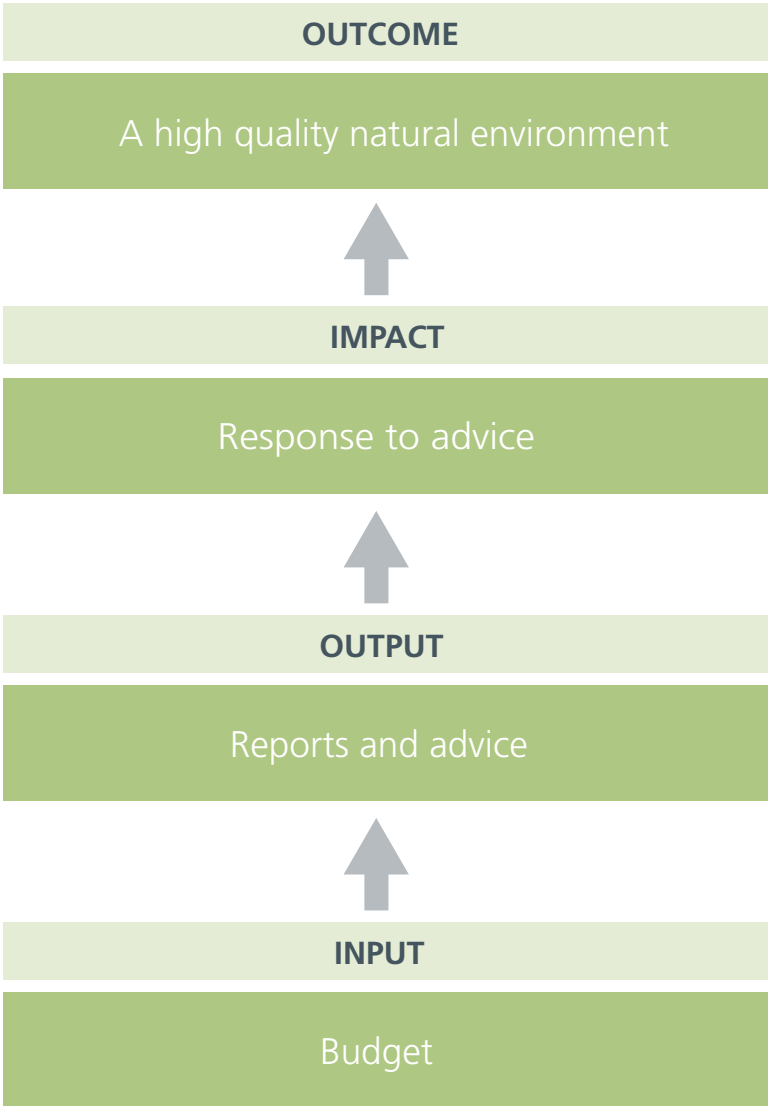 OUTCOME
A high quality natural environment
IMPACT
Response to advice
OUTPUT
Reports and advice
INPUT
Budget